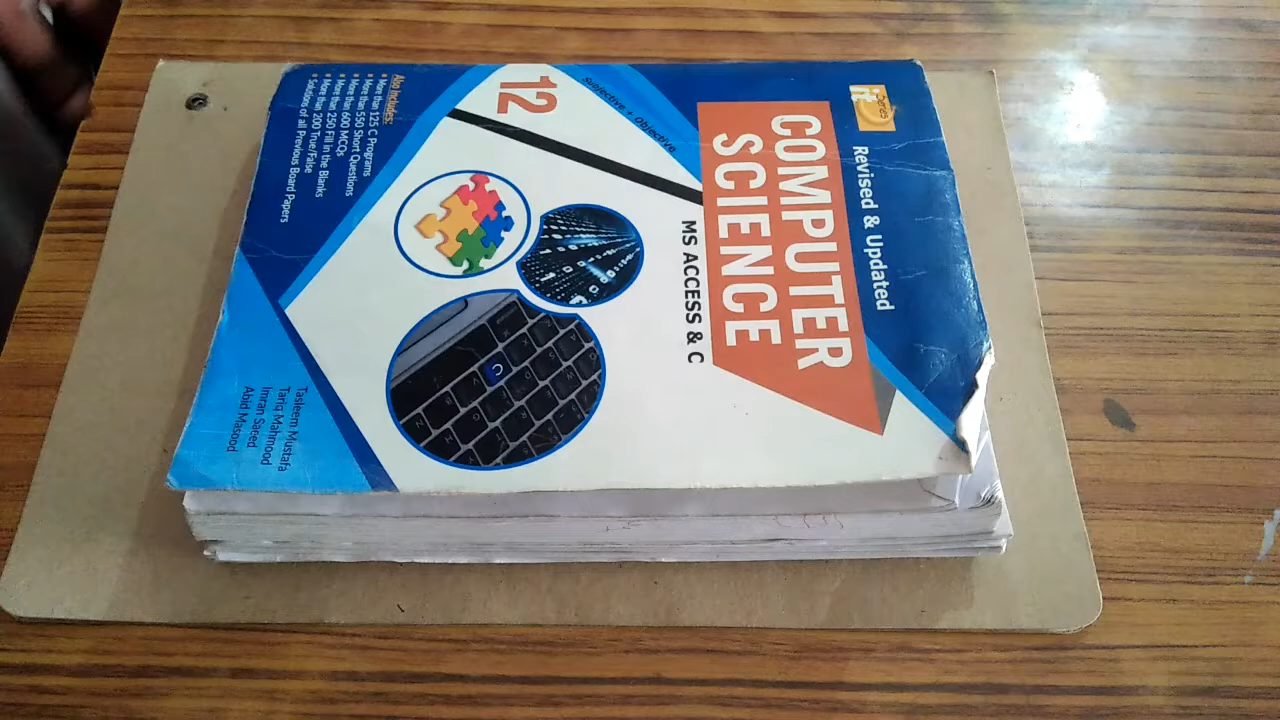 it
Series
Revised & Updated
COMPUTER
SCIENCE
MS ACCESS & C
Subjective + Objective
12
C
Also Includes:
More than 125 C Programs
More than 550 Short Questions
More than 600 MCQs
More than 250 Fill in the Blanks
More than 200 True/False
Solutions of all Previous Board Papers
Tasleem Mustafa
Tariq Mahmood
Imran Saeed
Abid Masood